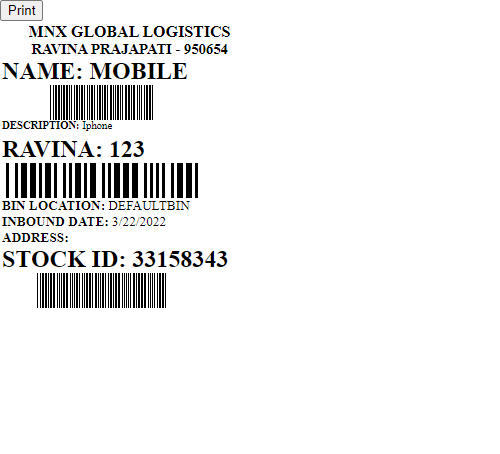 Print
MNX GLOBAL LOGISTICS
RAVINA PRAJAPATI - 950654
NAME: MOBILE
DESCRIPTION: Iphone
RAVINA: 123
BIN LOCATION: DEFAULTBIN
INBOUND DATE: 3/22/2022
ADDRESS:
STOCK ID: 33158343